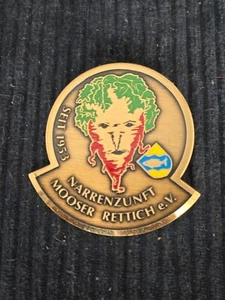 SEIT 1953
NARRENZUNFT
MOOSER RETTICH e.V.